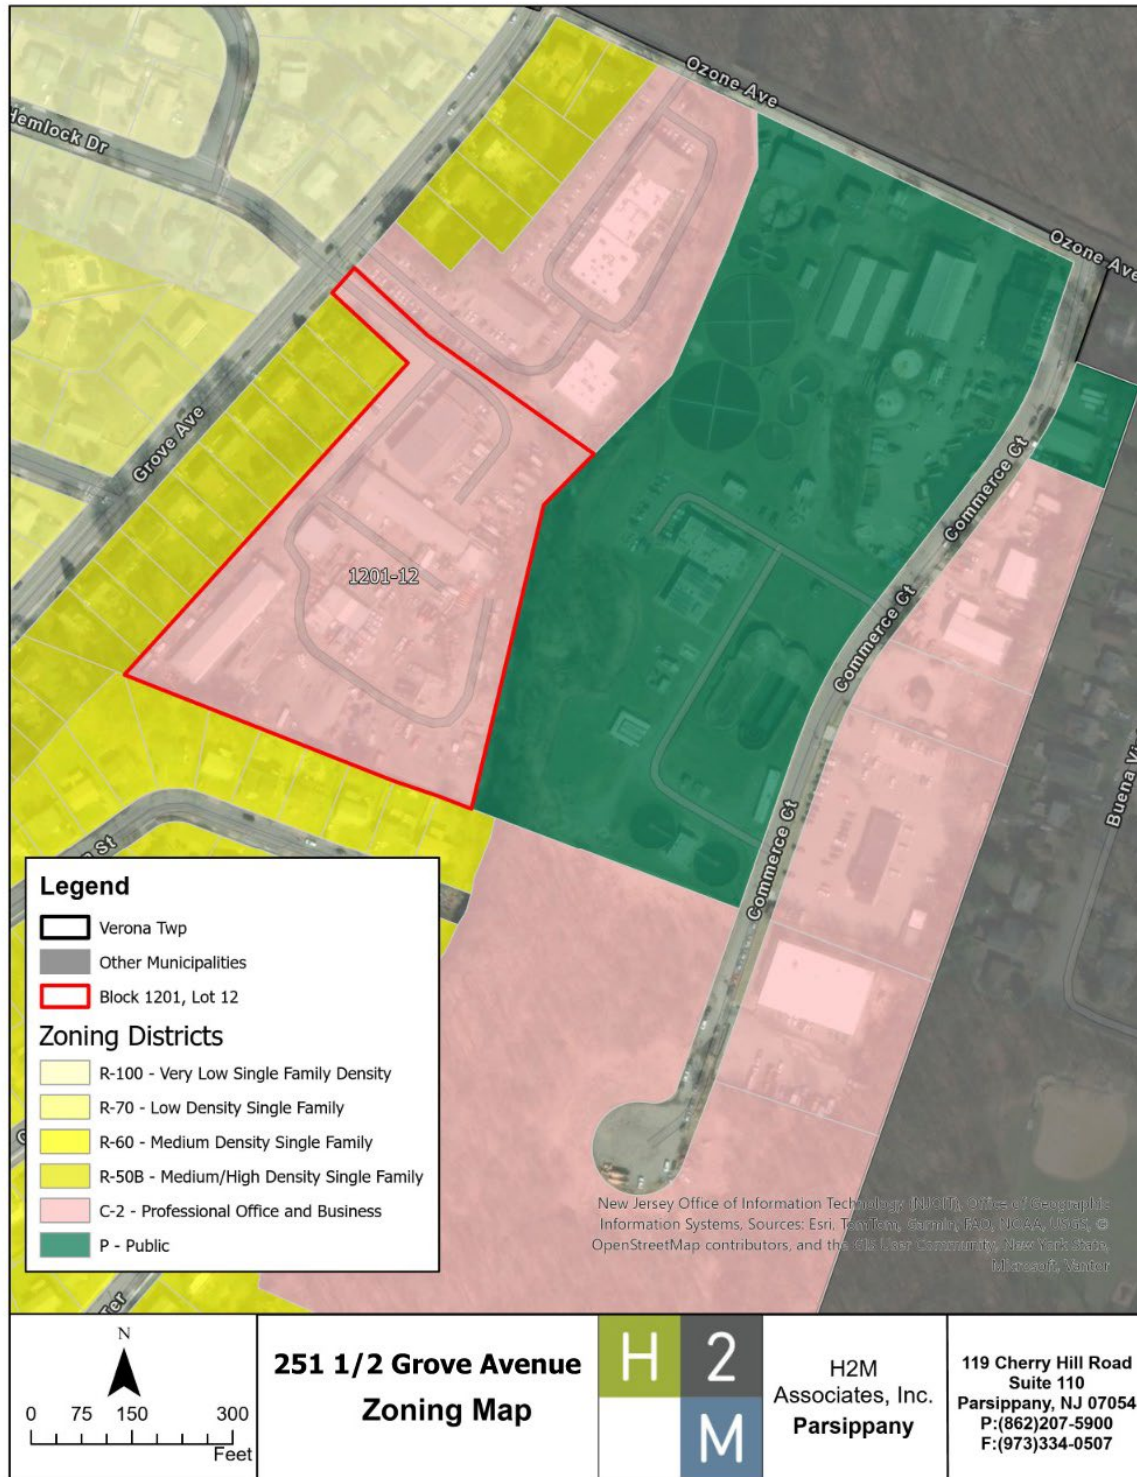 Ozone Ave
Hemlock Dr
Ozone Ave
Grove Ave
Commerce Ct
1201-12
Commerce Ct
Buena
St
Commerce Ct
Legend
Verona Twp
Other Municipalities
Block 1201, Lot 12
Zoning Districts
R-100 - Very Low Single Family Density
R-70 - Low Density Single Family
R-60 - Medium Density Single Family
R-50B - Medium/High Density Single Family
C-2 - Professional Office and Business
P - Public
New Jersey Office of Information Technology (NJOIT), Office of Geographic
Information Systems, Sources: Esri, TomTom, Garmin, FAO, NOAA, USGS, ©
OpenStreetMap contributors, and the GIS User Community, New York State,
Microsoft, Vantor
Ter
N
0 75 150 300
Feet
251 1/2 Grove Avenue
Zoning Map
H2M
H2M
Associates, Inc.
Parsippany
119 Cherry Hill Road
Suite 110
Parsippany, NJ 07054
P:(862)207-5900
F:(973)334-0507